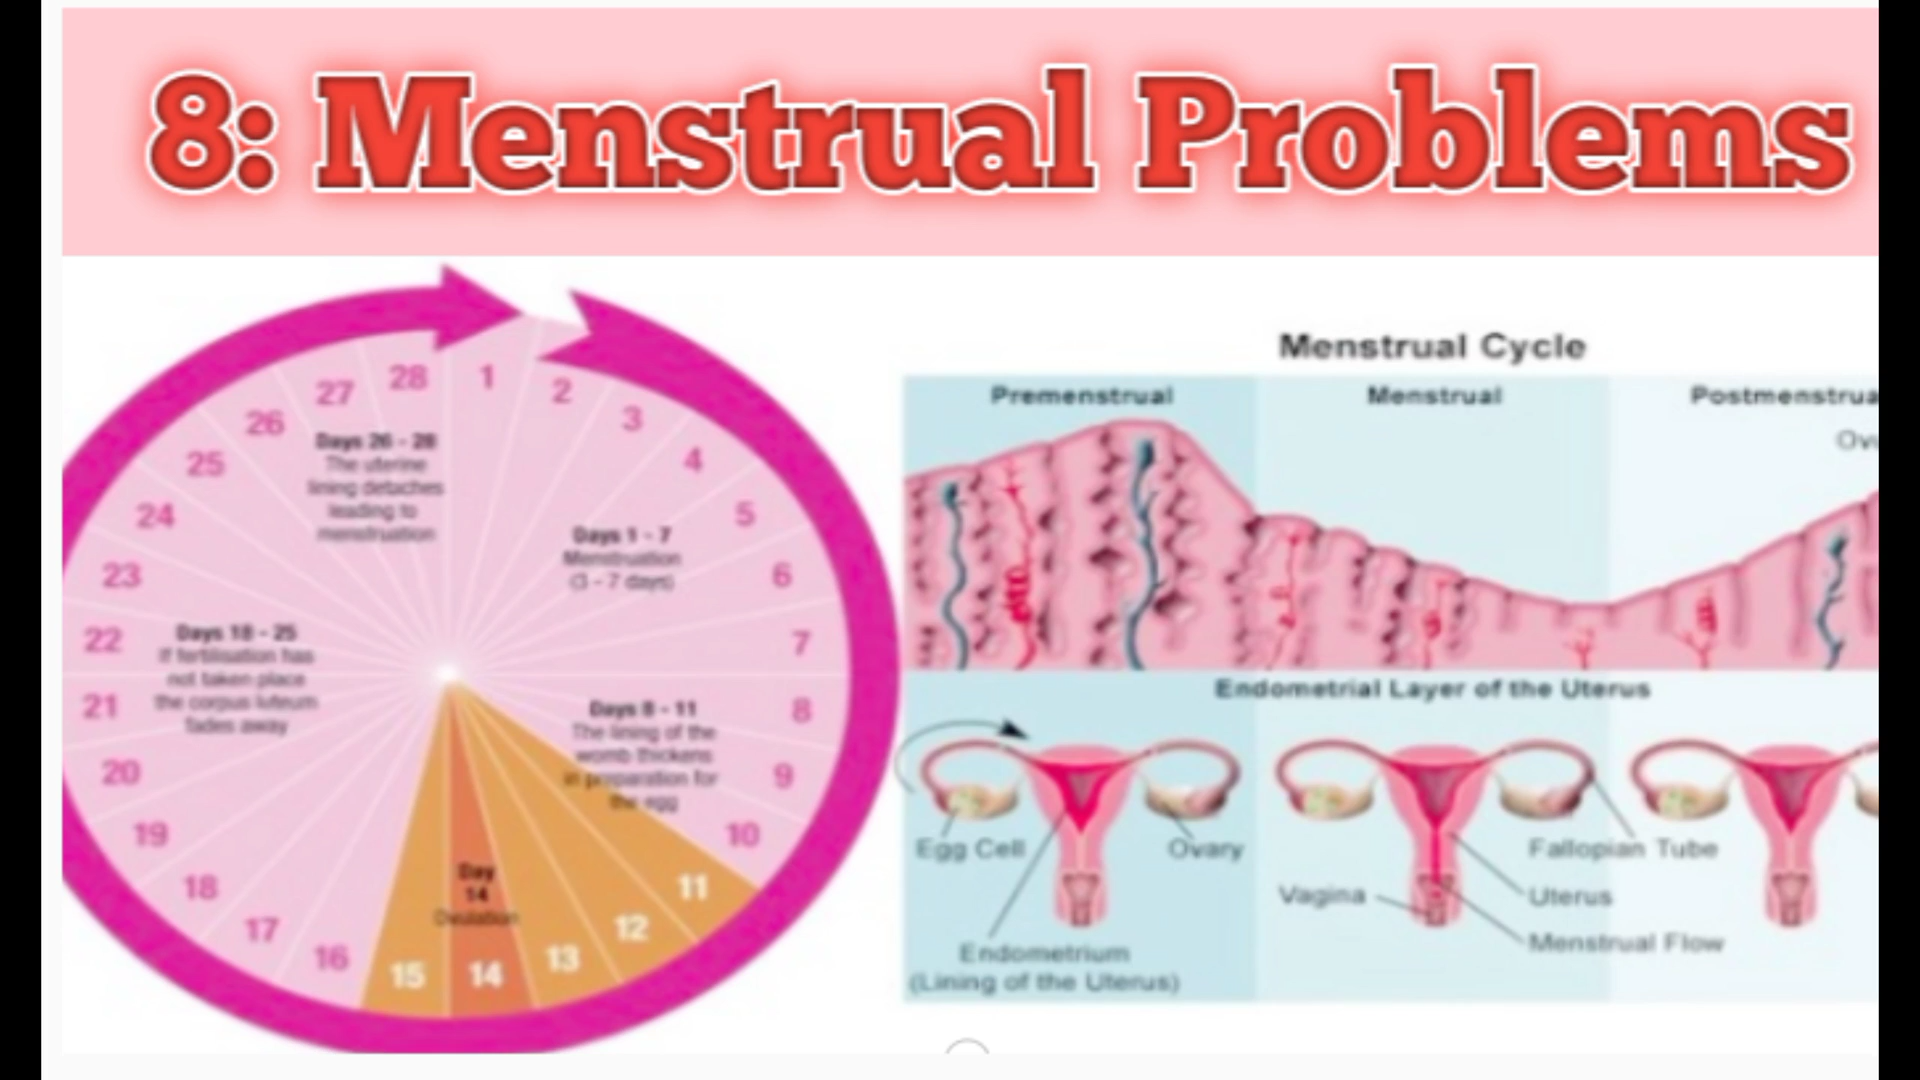 8: Menstrual Problems
28
1
2
3
4
5
6
7
8
9
10
11
12
13
14
15
16
17
18
19
20
21
22
23
24
25
26
27
Days 26 - 28
The uterine
lining detaches
leading to
menstruation
Days 1 - 7
Menstruation
(3 - 7 days)
Days 18 - 25
If fertilisation has
not taken place
the corpus luteum
fades away
Days 8 - 11
The lining of the
womb thickens
in preparation for
the egg
Day
14
Ovulation
Menstrual Cycle
Premenstrual
Menstrual
Postmenstrua
Ov
Endometrial Layer of the Uterus
Egg Cell
Ovary
Fallopian Tube
Vagina
Uterus
Menstrual Flow
Endometrium
(Lining of the Uterus)